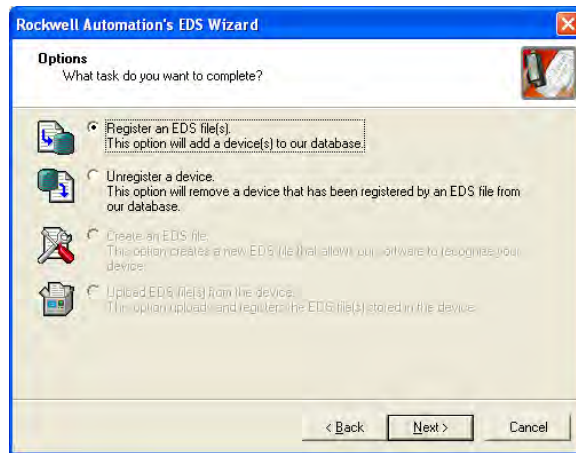 Rockwell Automation's EDS Wizard
Options
What task do you want to complete?
Register an EDS file(s).
This option will add a device(s) to our database.
Unregister a device.
This option will remove a device that has been registered by an EDS file from
our database.
Create an EDS file.
This option creates a new EDS file that allows our software to recognize your
device.
Upload EDS file(s) from the device.
This option uploads and registers the EDS file(s) stored in the device.
< Back
Next >
Cancel